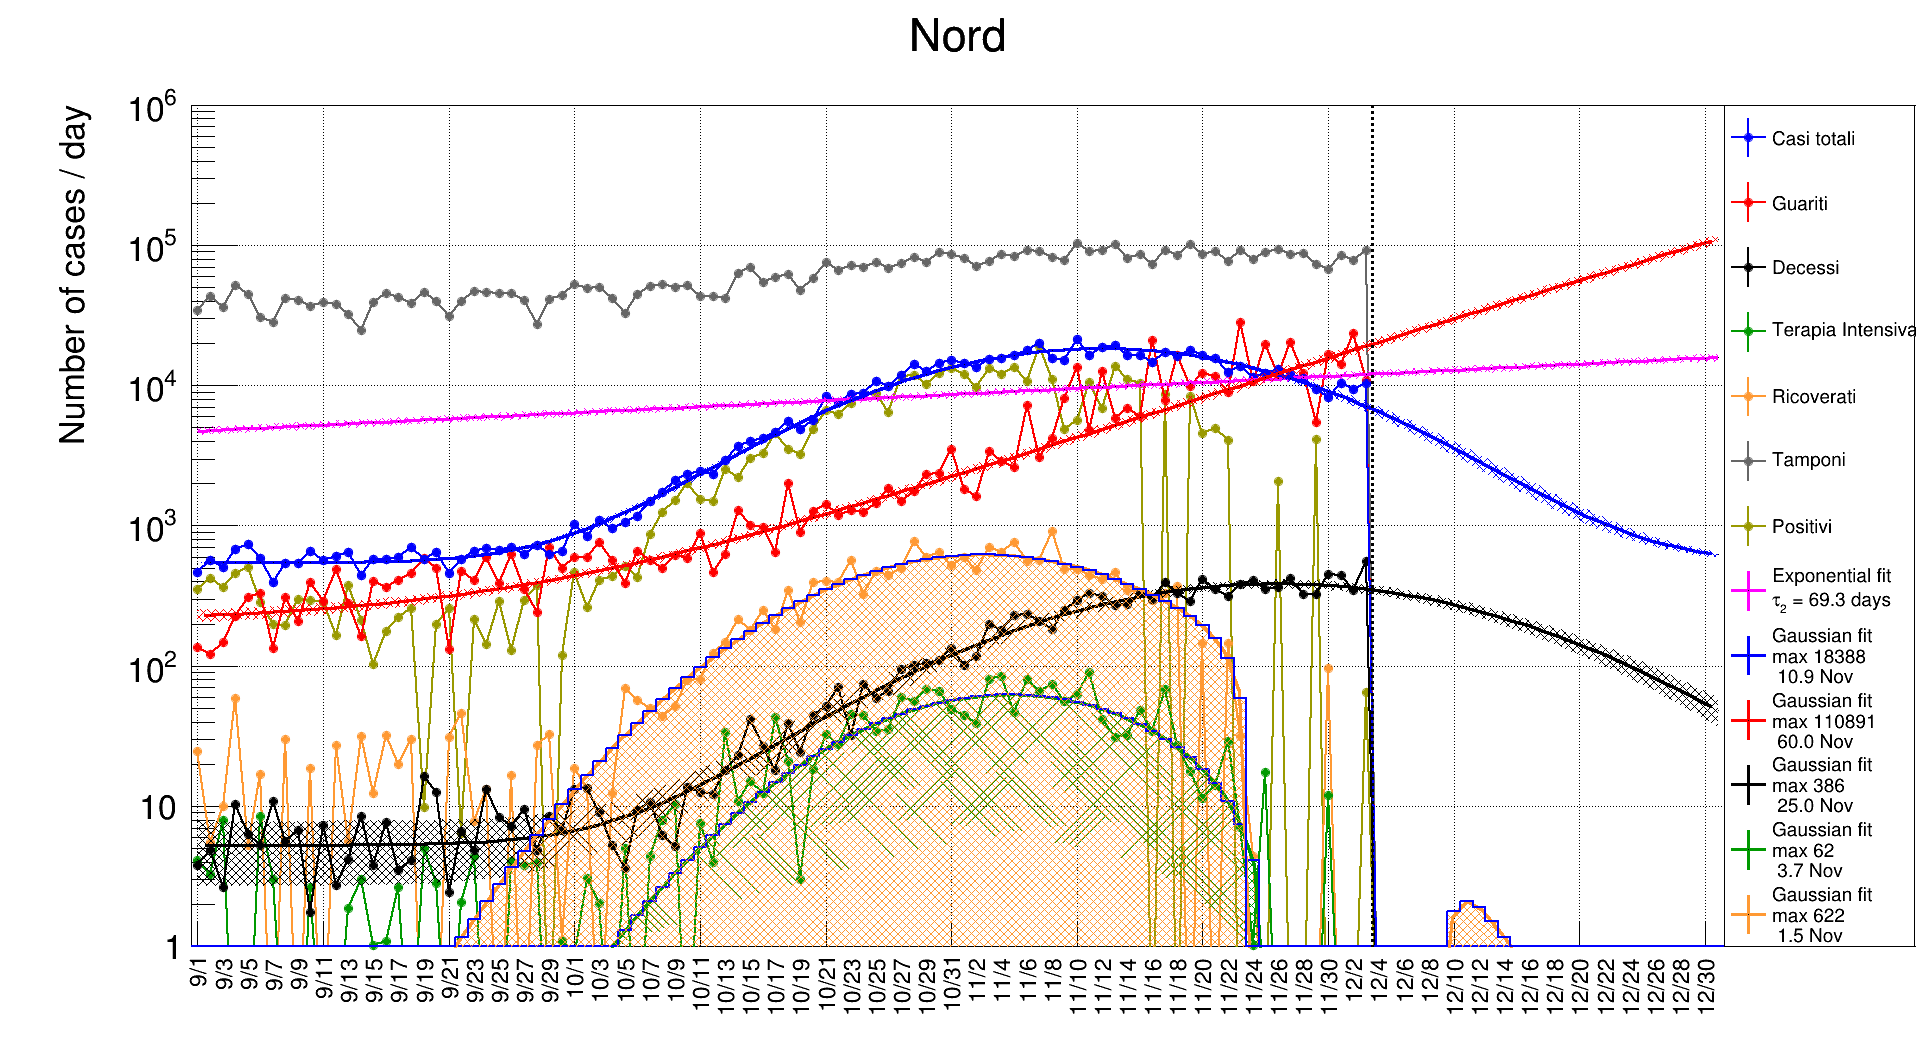 Nord
Number of cases / day
10^6
10^5
10^4
10^3
10^2
10
1
9/1 9/3 9/5 9/7 9/9 9/11 9/13 9/15 9/17 9/19 9/21 9/23 9/25 9/27 9/29 10/1 10/3 10/5 10/7 10/9 10/11 10/13 10/15 10/17 10/19 10/21 10/23 10/25 10/27 10/29 10/31 11/2 11/4 11/6 11/8 11/10 11/12 11/14 11/16 11/18 11/20 11/22 11/24 11/26 11/28 11/30 12/2 12/4 12/6 12/8 12/10 12/12 12/14 12/16 12/18 12/20 12/22 12/24 12/26 12/28 12/30
Casi totali
Guariti
Decessi
Terapia Intensiva
Ricoverati
Tamponi
Positivi
Exponential fit
τ2 = 69.3 days
Gaussian fit
max 18388
10.9 Nov
Gaussian fit
max 110891
60.0 Nov
Gaussian fit
max 386
25.0 Nov
Gaussian fit
max 62
3.7 Nov
Gaussian fit
max 622
1.5 Nov